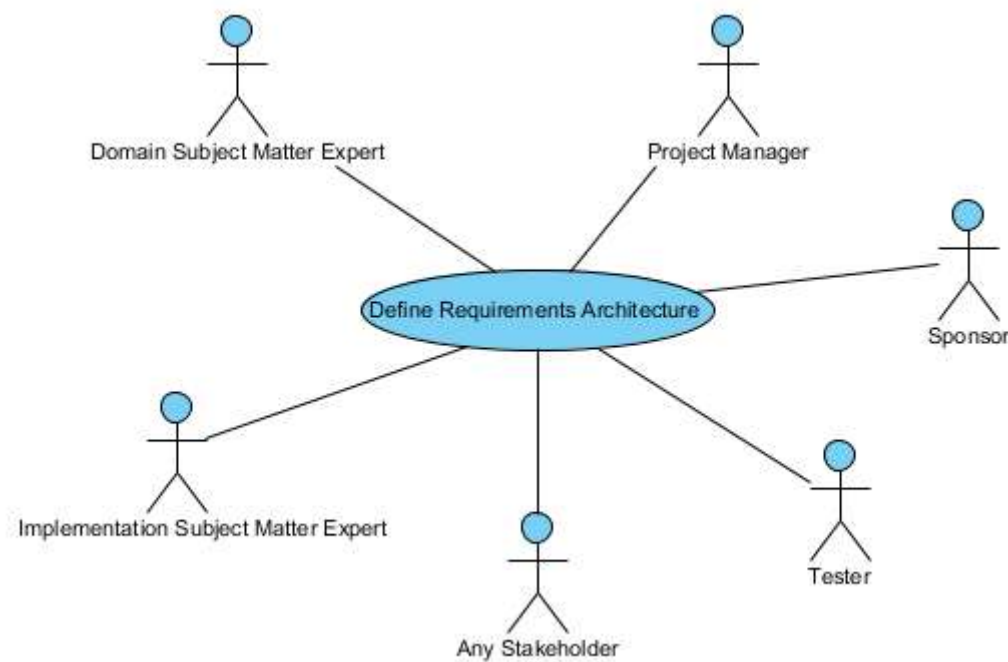 Domain Subject Matter Expert
Project Manager
Define Requirements Architecture
Sponsor
Implementation Subject Matter Expert
Tester
Any Stakeholder